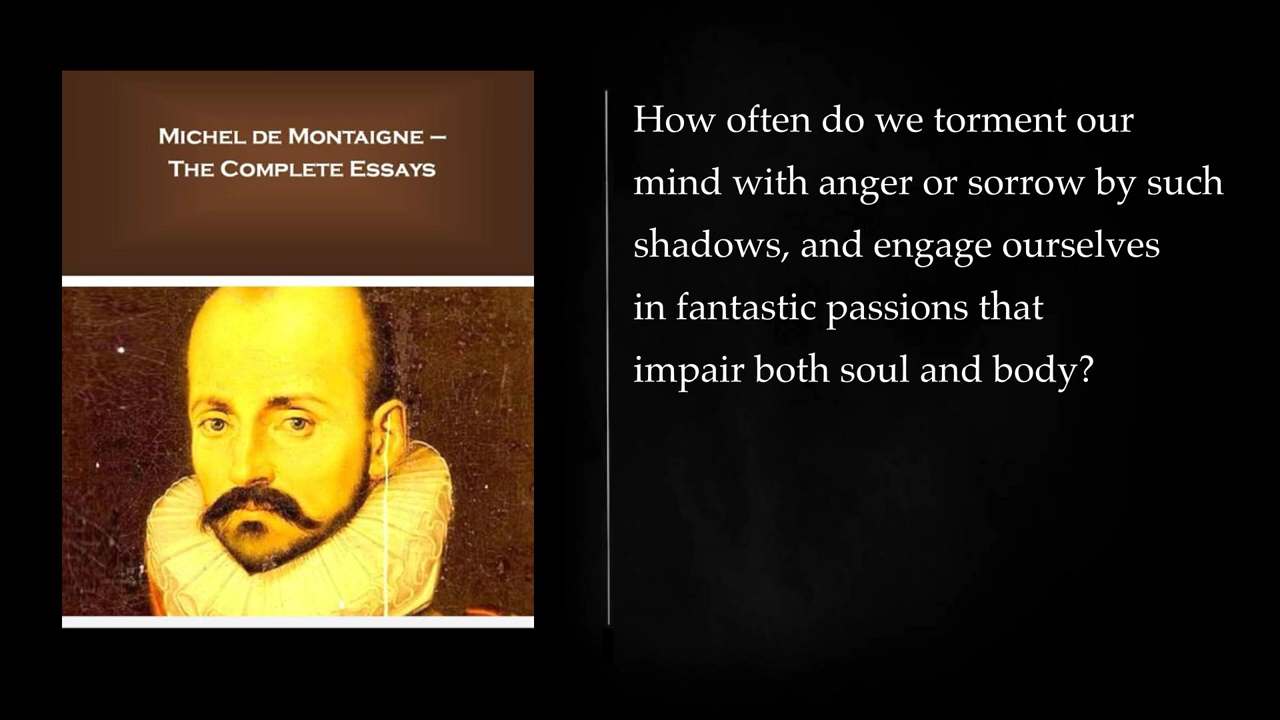 Michel de Montaigne –
The Complete Essays
How often do we torment our
mind with anger or sorrow by such
shadows, and engage ourselves
in fantastic passions that
impair both soul and body?